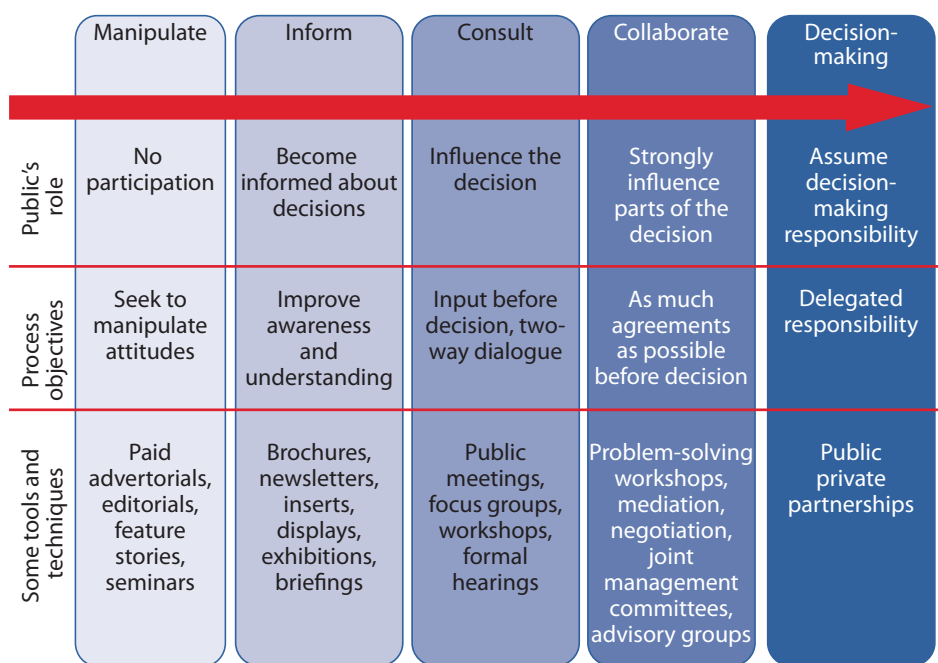 Manipulate
Inform
Consult
Collaborate
Decision-
making
Public's
role
No
participation
Become
informed about
decisions
Influence the
decision
Strongly
influence
parts of the
decision
Assume
decision-
making
responsibility
Process
objectives
Seek to
manipulate
attitudes
Improve
awareness
and
understanding
Input before
decision, two-
way dialogue
As much
agreements
as possible
before decision
Delegated
responsibility
Some tools and
techniques
Paid
advertorials,
editorials,
feature
stories,
seminars
Brochures,
newsletters,
inserts,
displays,
exhibitions,
briefings
Public
meetings,
focus groups,
workshops,
formal
hearings
Problem-solving
workshops,
mediation,
negotiation,
joint
management
committees,
advisory groups
Public
private
partnerships